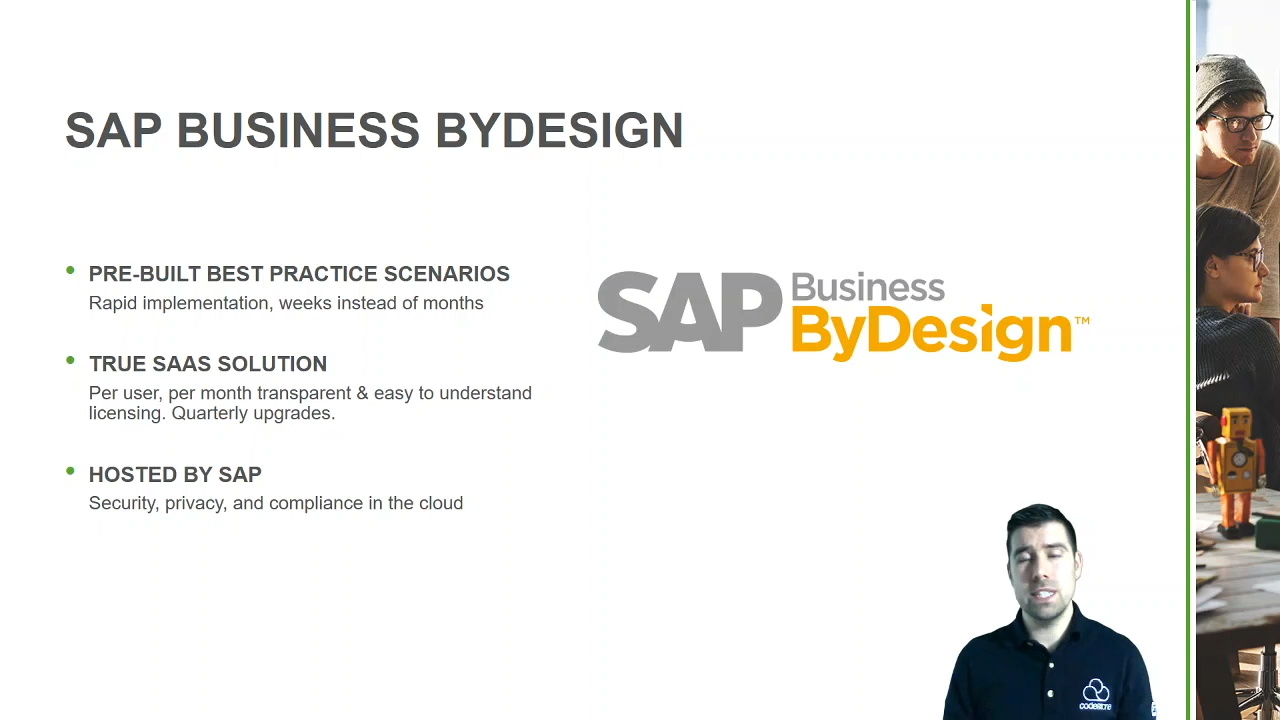 SAP BUSINESS BYDESIGN
PRE-BUILT BEST PRACTICE SCENARIOS
Rapid implementation, weeks instead of months
TRUE SAAS SOLUTION
Per user, per month transparent & easy to understand
licensing. Quarterly upgrades.
HOSTED BY SAP
Security, privacy, and compliance in the cloud
SAP Business
ByDesign™
codestore